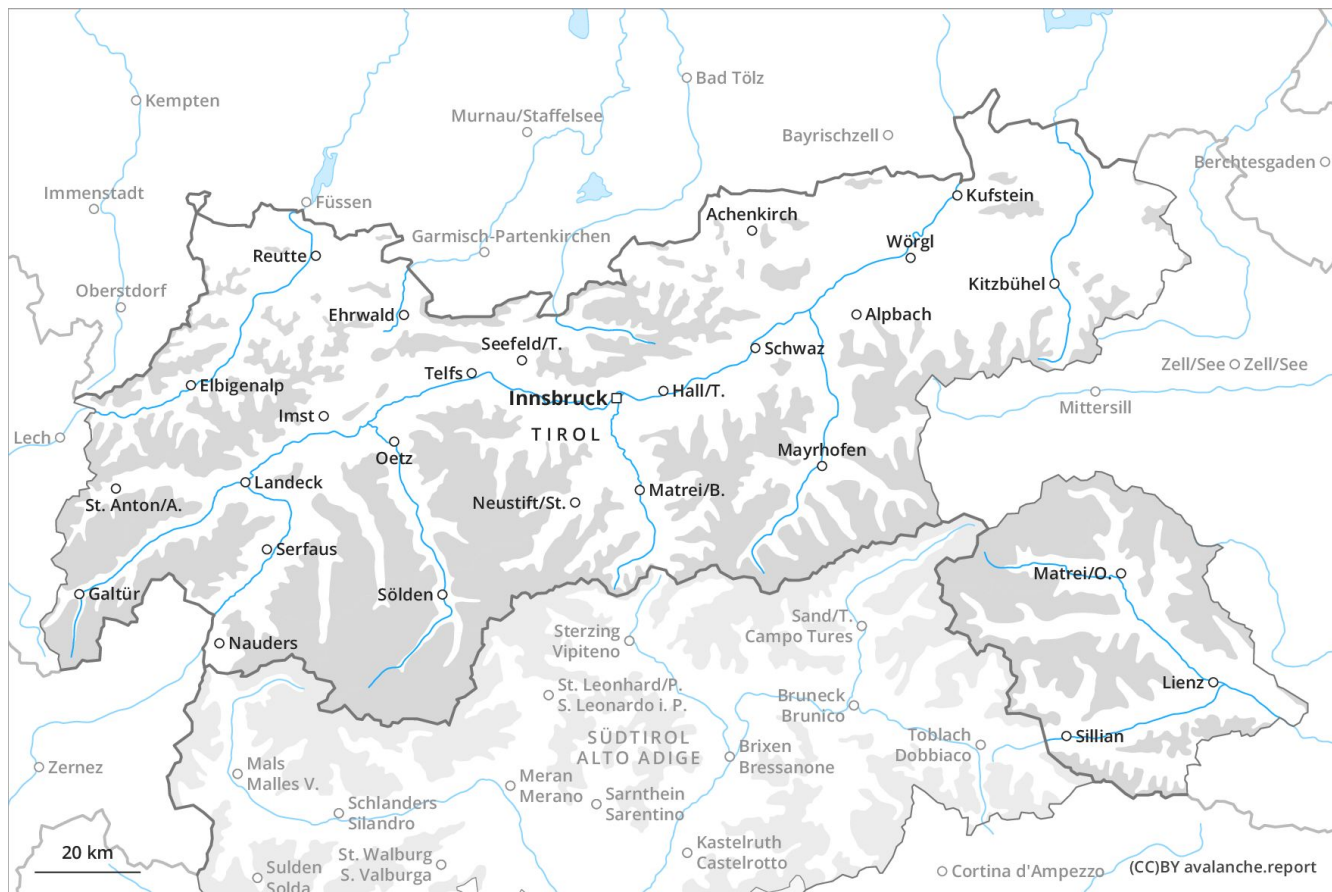 Bad Tölz
Kempten
Murnau/Staffelsee
Bayrischzell
Berchtesgaden
Immenstadt
Füssen
Kufstein
Achenkirch
Garmisch-Partenkirchen
Wörgl
Reutte
Oberstdorf
Kitzbühel
Ehrwald
Alpbach
Seefeld/T.
Schwaz
Zell/See
Zell/See
Telfs
Elbigenalp
Innsbruck
Hall/T.
Mittersill
Imst
TIROL
Lech
Oetz
Mayrhofen
Landeck
Matrei/B.
St. Anton/A.
Neustift/St.
Serfaus
Matrei/O.
Galtür
Sölden
Sand/T.
Campo Tures
Sterzing
Vipiteno
Nauders
Lienz
St. Leonhard/P.
S. Leonardo i. P.
Bruneck
Brunico
Sillian
SÜDTIROL
ALTO ADIGE
Toblach
Dobbiaco
Brixen
Bressanone
Zernez
Mals
Malles V.
Meran
Merano
Sarnthein
Sarentino
Schlanders
Silandro
Kastelruth
Castelrotto
20 km
St. Walburg
S. Valburga
Sulden
Solda
Cortina d'Ampezzo
(CC)BY avalanche.report